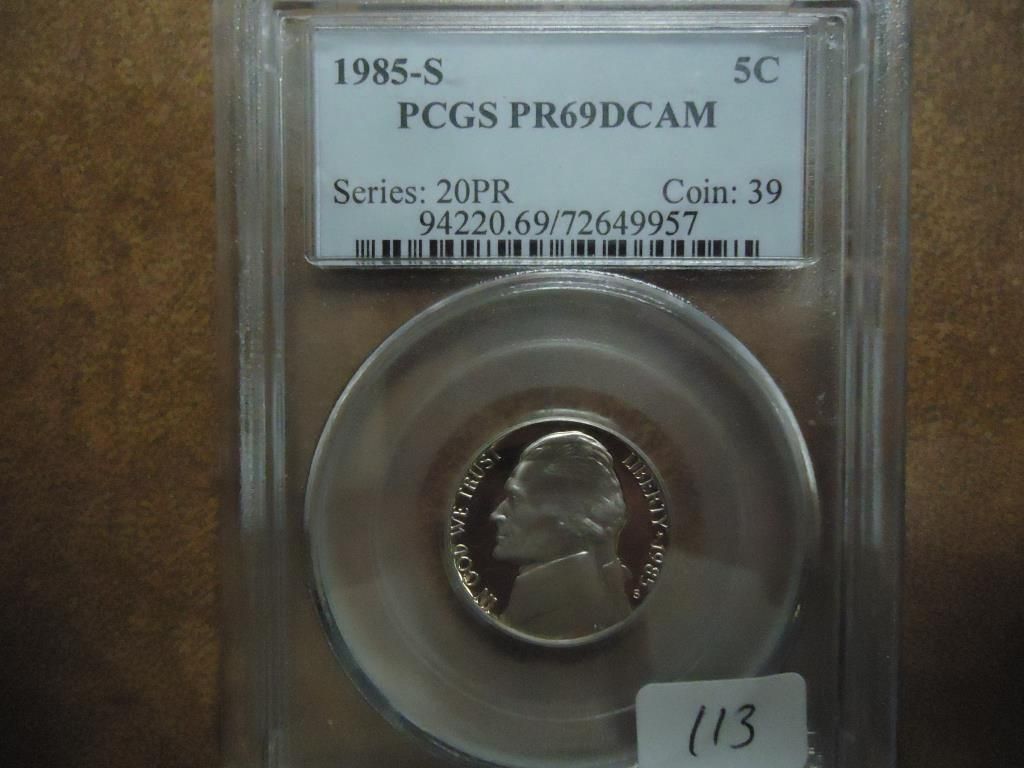 1985-S 5C
PCGS PR69DCAM
Series: 20PR Coin: 39
94220.69/72649957
IN GOD WE TRUST
LIBERTY ★ 1985
S
113